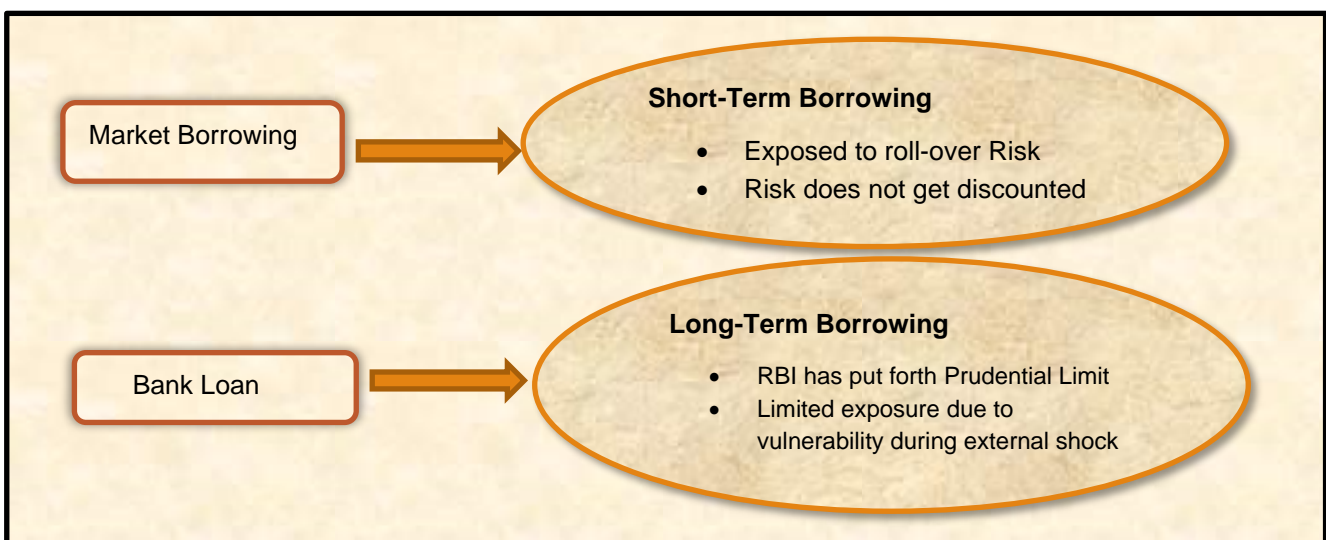 Market Borrowing
Short-Term Borrowing
• Exposed to roll-over Risk
• Risk does not get discounted
Bank Loan
Long-Term Borrowing
• RBI has put forth Prudential Limit
• Limited exposure due to
vulnerability during external shock